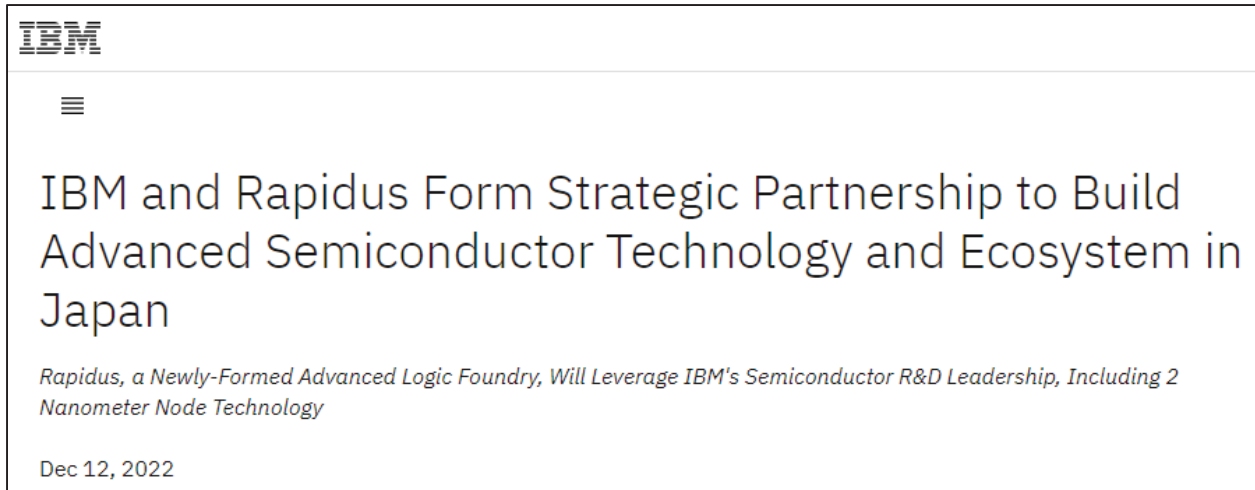 IBM
IBM and Rapidus Form Strategic Partnership to Build
Advanced Semiconductor Technology and Ecosystem in
Japan
Rapidus, a Newly-Formed Advanced Logic Foundry, Will Leverage IBM's Semiconductor R&D Leadership, Including 2
Nanometer Node Technology
Dec 12, 2022